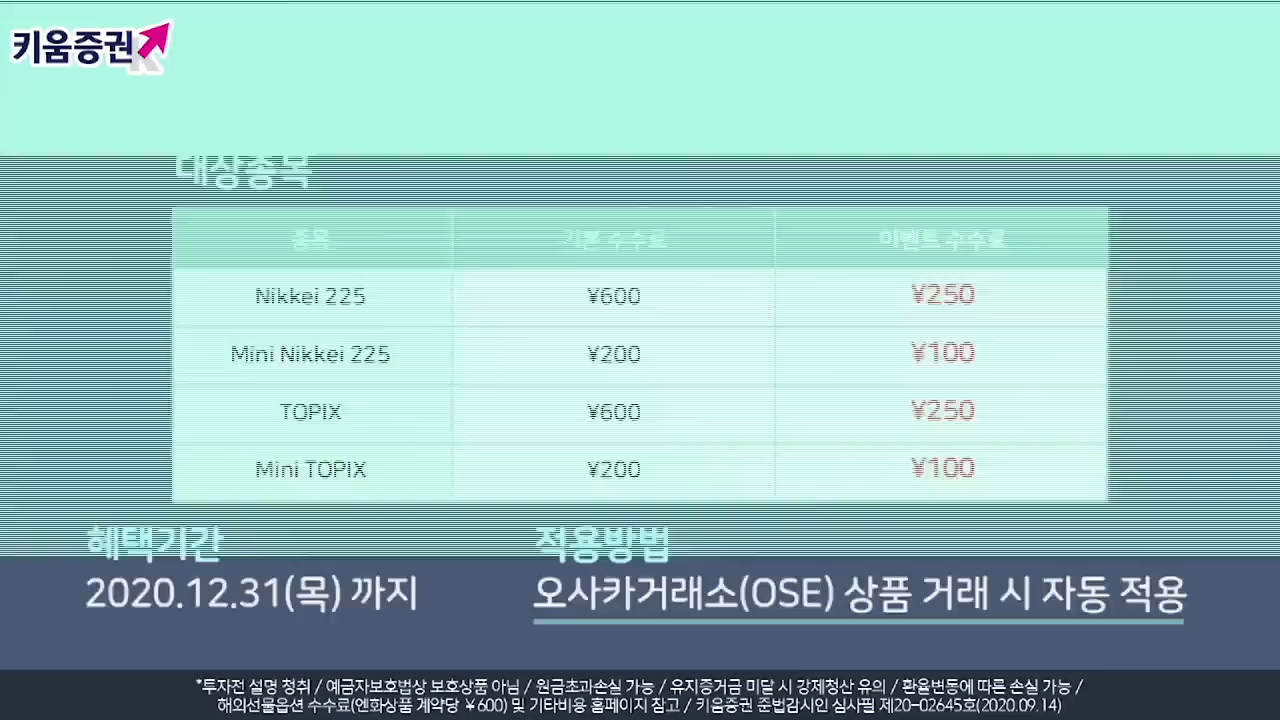 키움증권
대상종목
종목 기본 수수료 이벤트 수수료
Nikkei 225 ¥600 ¥250
Mini Nikkei 225 ¥200 ¥100
TOPIX ¥600 ¥250
Mini TOPIX ¥200 ¥100
혜택기간
2020.12.31(목) 까지
적용방법
오사카거래소(OSE) 상품 거래 시 자동 적용
*투자전 설명 청취 / 예금자보호법상 보호상품 아님 / 원금초과손실 가능 / 유지증거금 미달 시 강제청산 유의 / 환율변동에 따른 손실 가능 /
해외선물옵션 수수료(엔화상품 계약당 ¥600) 및 기타비용 홈페이지 참고 / 키움증권 준법감시인 심사필 제20-02645호(2020.09.14)